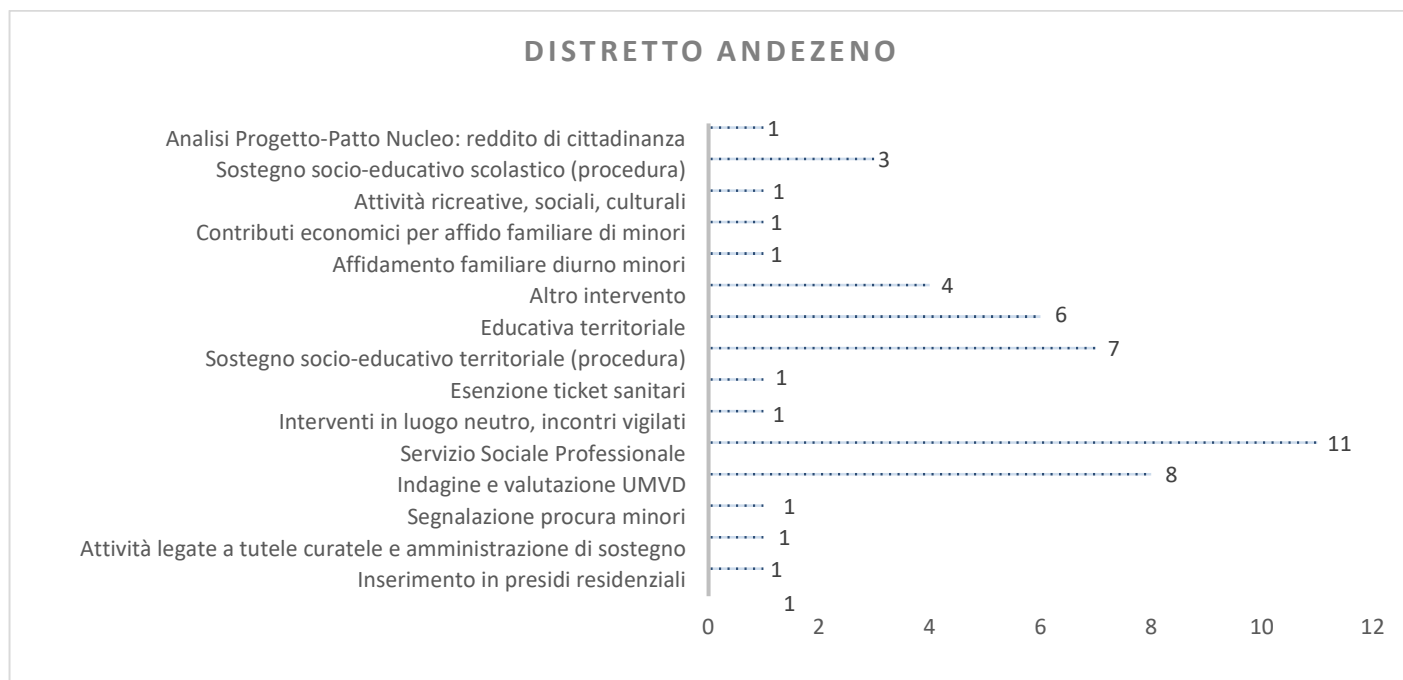 DISTRETTO ANDEZENO
1
Analisi Progetto-Patto Nucleo: reddito di cittadinanza
3
Sostegno socio-educativo scolastico (procedura)
1
Attività ricreative, sociali, culturali
1
Contributi economici per affido familiare di minori
1
Affidamento familiare diurno minori
4
Altro intervento
6
Educativa territoriale
7
Sostegno socio-educativo territoriale (procedura)
1
Esenzione ticket sanitari
1
Interventi in luogo neutro, incontri vigilati
11
Servizio Sociale Professionale
8
Indagine e valutazione UMVD
1
Segnalazione procura minori
1
Attività legate a tutele curatele e amministrazione di sostegno
1
Inserimento in presidi residenziali
1
0 2 4 6 8 10 12